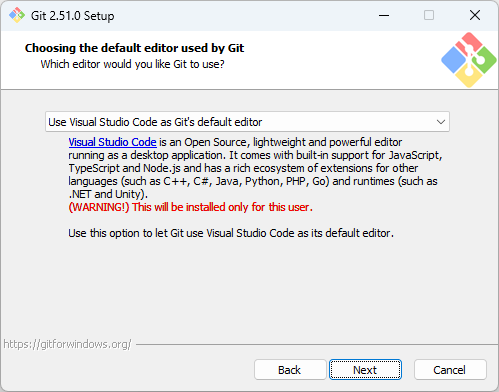 Git 2.51.0 Setup
Choosing the default editor used by Git
Which editor would you like Git to use?
Use Visual Studio Code as Git's default editor
Visual Studio Code is an Open Source, lightweight and powerful editor
running as a desktop application. It comes with built-in support for JavaScript,
TypeScript and Node.js and has a rich ecosystem of extensions for other
languages (such as C++, C#, Java, Python, PHP, Go) and runtimes (such as
.NET and Unity).
(WARNING!) This will be installed only for this user.
Use this option to let Git use Visual Studio Code as its default editor.
https://gitforwindows.org/
Back Next Cancel